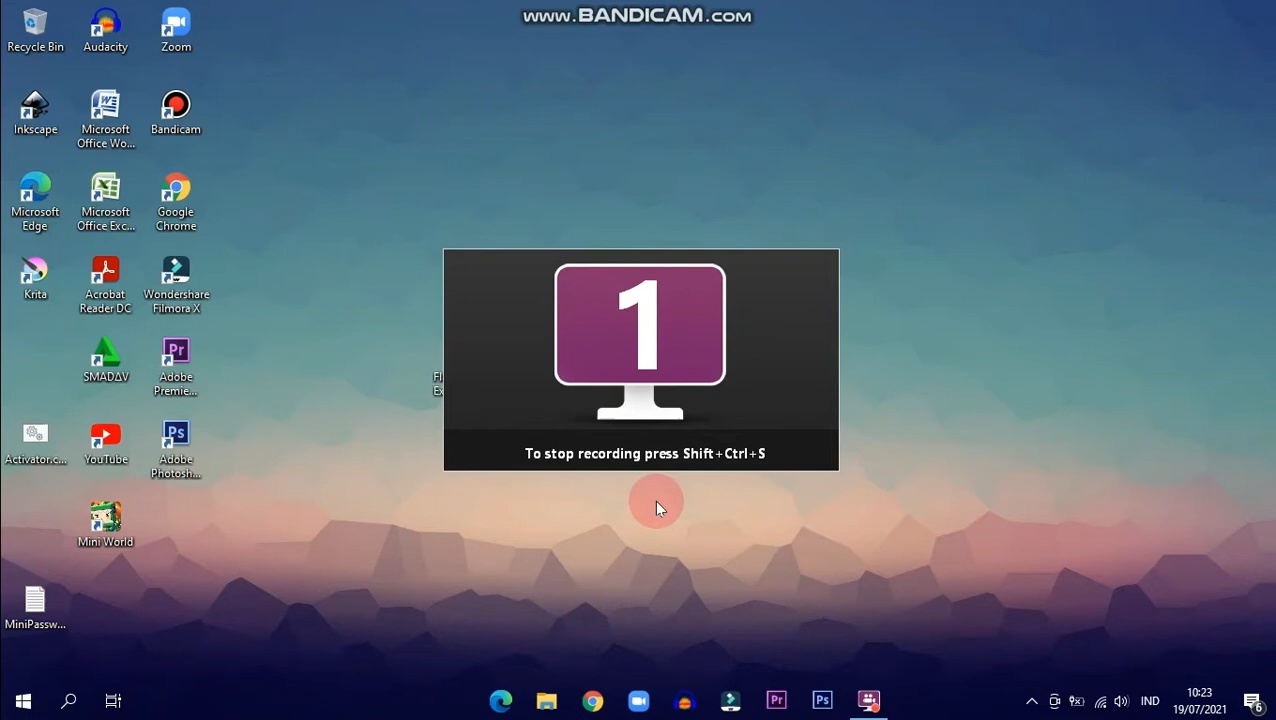 www.BANDICAM.com
Recycle Bin
Audacity
Zoom
Inkscape
Microsoft
Office Wo...
Bandicam
Microsoft
Edge
Microsoft
Office Exc...
Google
Chrome
Krita
Acrobat
Reader DC
Wondershare
Filmora X
SMADΔV
Adobe
Premie...
Activator.c...
YouTube
Adobe
Photosh...
Mini World
MiniPassw...
1
To stop recording press Shift+Ctrl+S
IND
10:23
19/07/2021
6